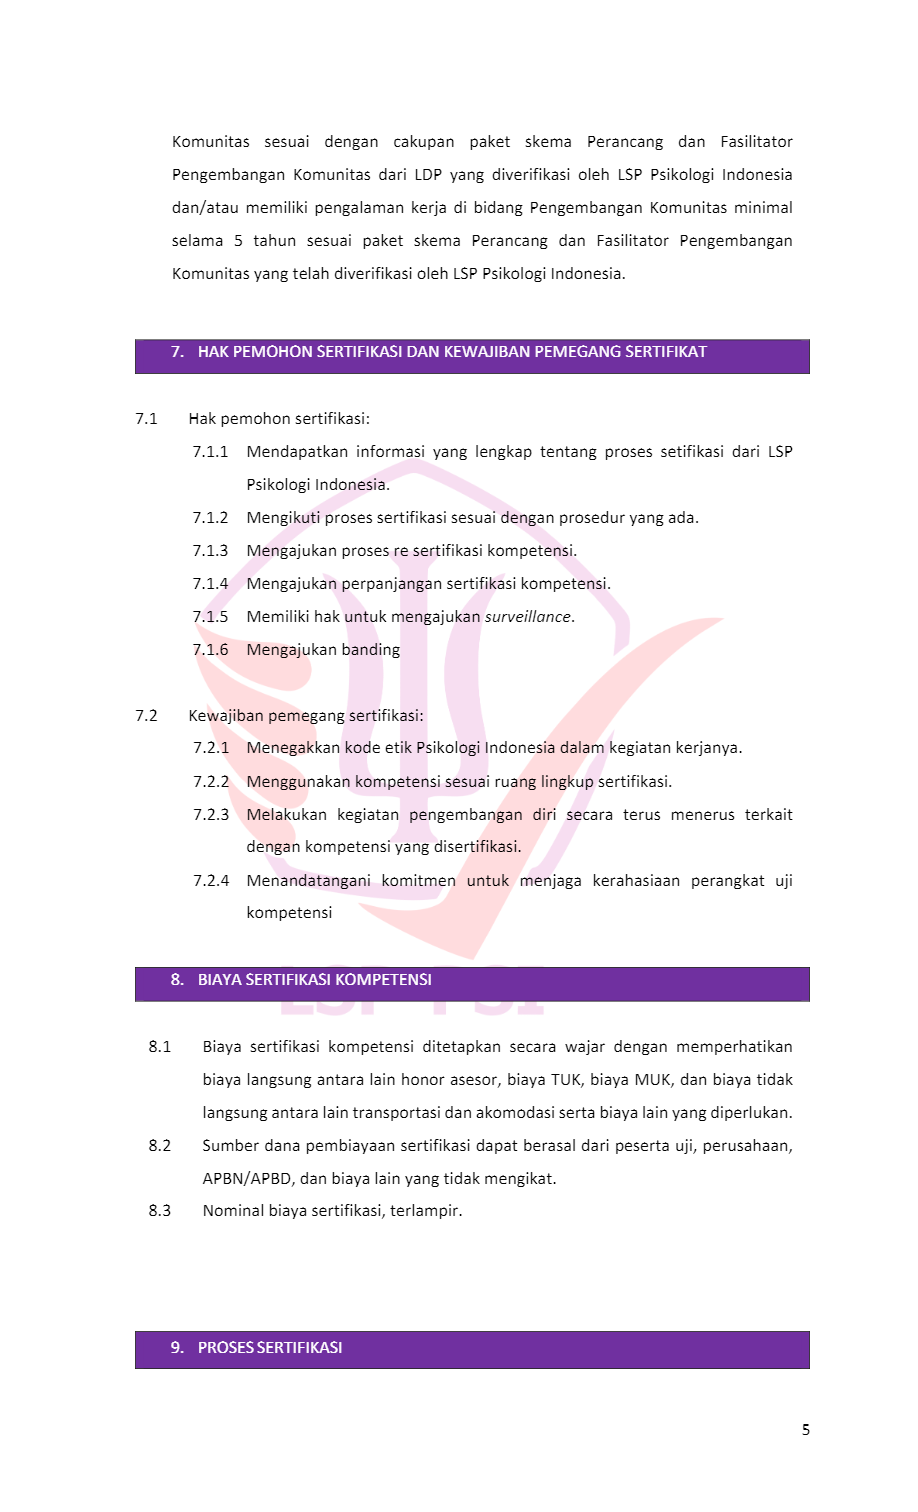 Komunitas sesuai dengan cakupan paket skema Perancang dan Fasilitator
Pengembangan Komunitas dari LDP yang diverifikasi oleh LSP Psikologi Indonesia
dan/atau memiliki pengalaman kerja di bidang Pengembangan Komunitas minimal
selama 5 tahun sesuai paket skema Perancang dan Fasilitator Pengembangan
Komunitas yang telah diverifikasi oleh LSP Psikologi Indonesia.
7. HAK PEMOHON SERTIFIKASI DAN KEWAJIBAN PEMEGANG SERTIFIKAT
7.1 Hak pemohon sertifikasi:
7.1.1 Mendapatkan informasi yang lengkap tentang proses setifikasi dari LSP
Psikologi Indonesia.
7.1.2 Mengikuti proses sertifikasi sesuai dengan prosedur yang ada.
7.1.3 Mengajukan proses re sertifikasi kompetensi.
7.1.4 Mengajukan perpanjangan sertifikasi kompetensi.
7.1.5 Memiliki hak untuk mengajukan surveillance.
7.1.6 Mengajukan banding
7.2 Kewajiban pemegang sertifikasi:
7.2.1 Menegakkan kode etik Psikologi Indonesia dalam kegiatan kerjanya.
7.2.2 Menggunakan kompetensi sesuai ruang lingkup sertifikasi.
7.2.3 Melakukan kegiatan pengembangan diri secara terus menerus terkait
dengan kompetensi yang disertifikasi.
7.2.4 Menandatangani komitmen untuk menjaga kerahasiaan perangkat uji
kompetensi
8. BIAYA SERTIFIKASI KOMPETENSI
8.1 Biaya sertifikasi kompetensi ditetapkan secara wajar dengan memperhatikan
biaya langsung antara lain honor asesor, biaya TUK, biaya MUK, dan biaya tidak
langsung antara lain transportasi dan akomodasi serta biaya lain yang diperlukan.
8.2 Sumber dana pembiayaan sertifikasi dapat berasal dari peserta uji, perusahaan,
APBN/APBD, dan biaya lain yang tidak mengikat.
8.3 Nominal biaya sertifikasi, terlampir.
9. PROSES SERTIFIKASI
5